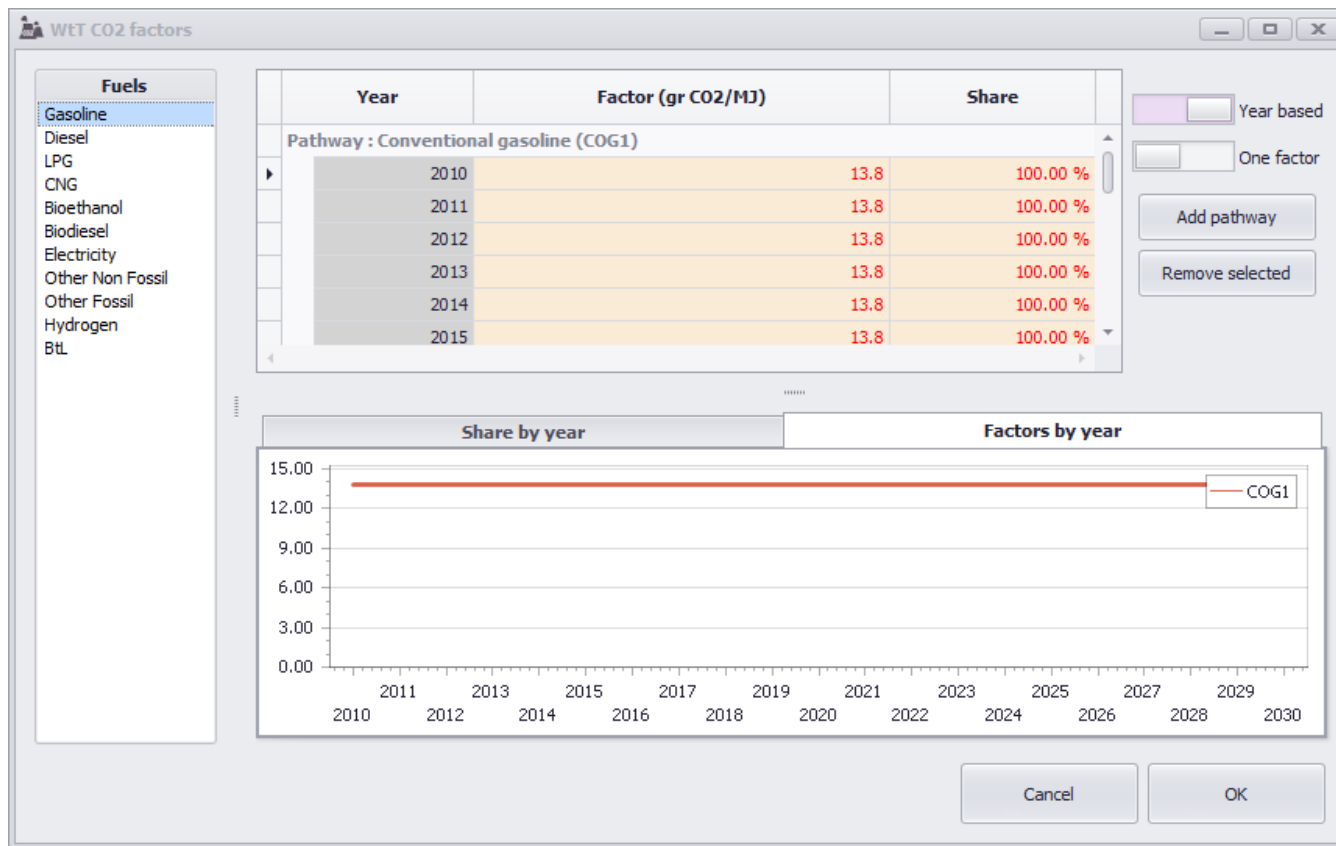 WtT CO2 factors
Fuels
Gasoline
Diesel
LPG
CNG
Bioethanol
Biodiesel
Electricity
Other Non Fossil
Other Fossil
Hydrogen
BtL
Year Factor (gr CO2/MJ) Share
Pathway : Conventional gasoline (COG1)
2010 13.8 100.00 %
2011 13.8 100.00 %
2012 13.8 100.00 %
2013 13.8 100.00 %
2014 13.8 100.00 %
2015 13.8 100.00 %
Year based
One factor
Add pathway
Remove selected
Share by year Factors by year
15.00
12.00
9.00
6.00
3.00
0.00
COG1
2011 2013 2015 2017 2019 2021 2023 2025 2027 2029
2010 2012 2014 2016 2018 2020 2022 2024 2026 2028 2030
Cancel OK